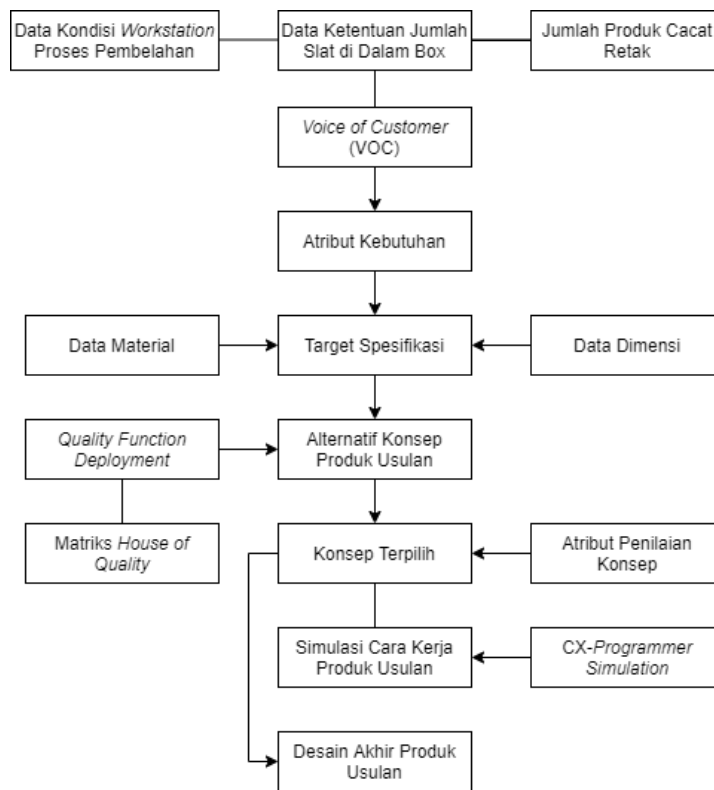 Data Kondisi Workstation
Proses Pembelahan
Data Ketentuan Jumlah
Slat di Dalam Box
Jumlah Produk Cacat
Retak
Voice of Customer
(VOC)
Atribut Kebutuhan
Data Material
Target Spesifikasi
Data Dimensi
Quality Function
Deployment
Alternatif Konsep
Produk Usulan
Matriks House of
Quality
Konsep Terpilih
Atribut Penilaian
Konsep
Simulasi Cara Kerja
Produk Usulan
CX-Programmer
Simulation
Desain Akhir Produk
Usulan